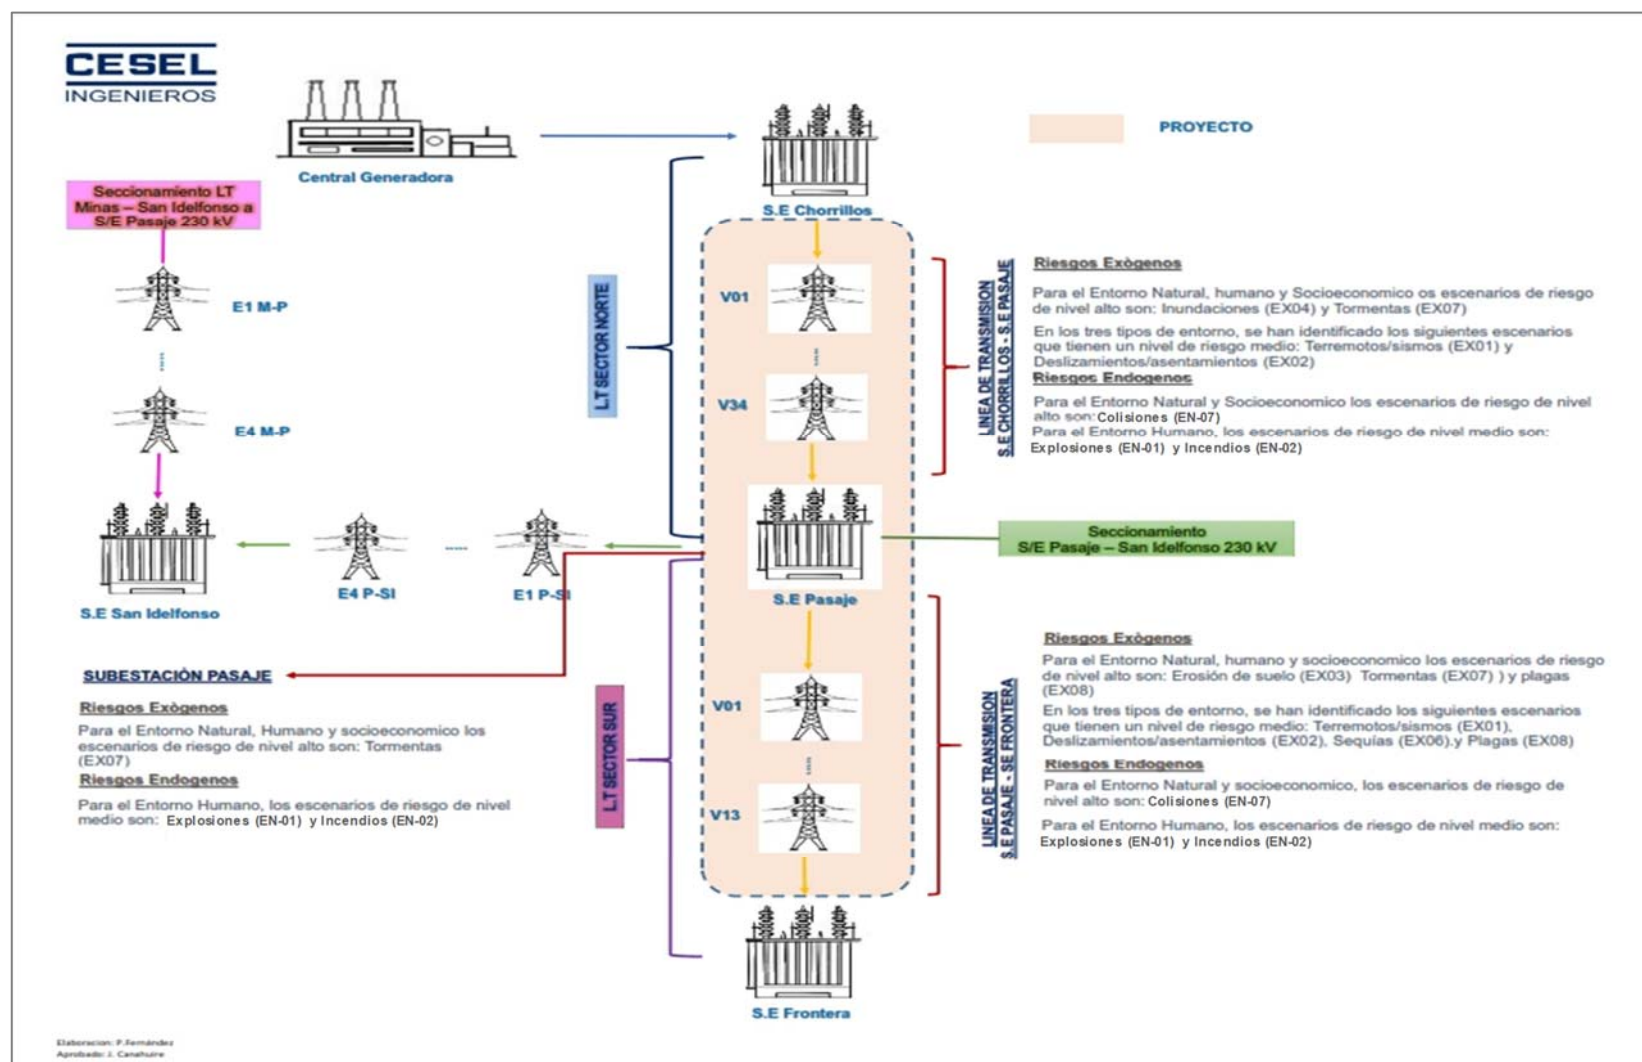 CESEL
INGENIEROS
Central Generadora
S.E Chorrillos
PROYECTO
Seccionamiento LT
Minas – San Idelfonso a
S/E Pasaje 230 kV
E1 M-P
E4 M-P
S.E San Idelfonso
E4 P-SI
E1 P-SI
L.T SECTOR NORTE
V01
V34
S.E Pasaje
LINEA DE TRANSMISION
S.E CHORRILLOS - S.E PASAJE
Riesgos Exògenos
Para el Entorno Natural, humano y Socioeconomico os escenarios de riesgo
de nivel alto son: Inundaciones (EX04) y Tormentas (EX07)
En los tres tipos de entorno, se han identificado los siguientes escenarios
que tienen un nivel de riesgo medio: Terremotos/sismos (EX01) y
Deslizamientos/asentamientos (EX02)
Riesgos Endogenos
Para el Entorno Natural y Socioeconomico los escenarios de riesgo de nivel
alto son: Colisiones (EN-07)
Para el Entorno Humano, los escenarios de riesgo de nivel medio son:
Explosiones (EN-01) y Incendios (EN-02)
Seccionamiento
S/E Pasaje – San Idelfonso 230 kV
SUBESTACIÒN PASAJE
Riesgos Exògenos
Para el Entorno Natural, Humano y socioeconomico los
escenarios de riesgo de nivel alto son: Tormentas
(EX07)
Riesgos Endogenos
Para el Entorno Humano, los escenarios de riesgo de nivel
medio son: Explosiones (EN-01) y Incendios (EN-02)
L.T SECTOR SUR
V01
V13
S.E Frontera
LINEA DE TRANSMISION
S.E PASAJE - SE FRONTERA
Riesgos Exògenos
Para el Entorno Natural, humano y socioeconomico los escenarios de riesgo
de nivel alto son: Erosión de suelo (EX03) Tormentas (EX07) ) y plagas
(EX08)
En los tres tipos de entorno, se han identificado los siguientes escenarios
que tienen un nivel de riesgo medio: Terremotos/sismos (EX01),
Deslizamientos/asentamientos (EX02), Sequías (EX06).y Plagas (EX08)
Riesgos Endogenos
Para el Entorno Natural y socioeconomico, los escenarios de riesgo de
nivel alto son: Colisiones (EN-07)
Para el Entorno Humano, los escenarios de riesgo de nivel medio son:
Explosiones (EN-01) y Incendios (EN-02)
Elaboracion: P.Fernández
Aprobado: J. Canahuire